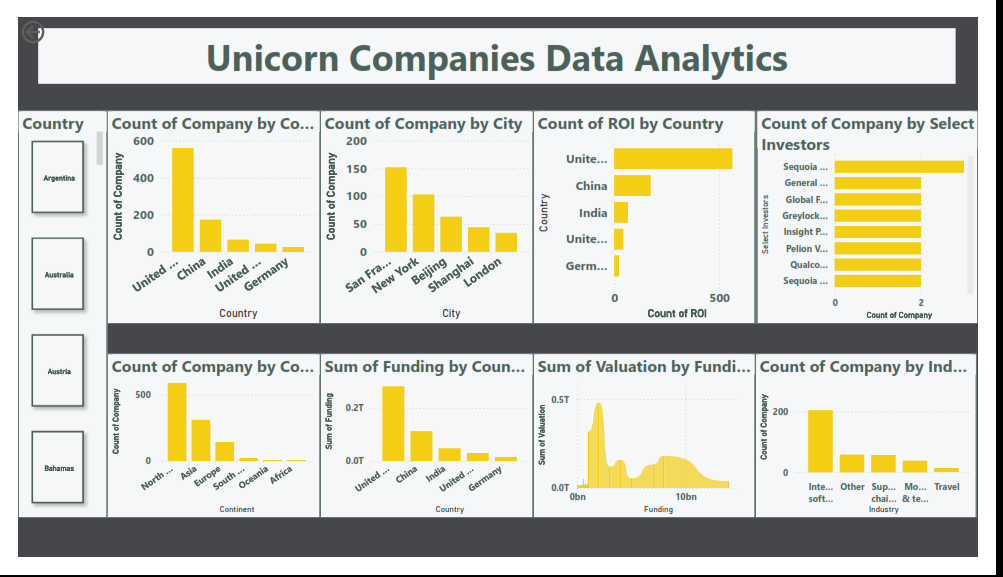 Unicorn Companies Data Analytics
Country
Argentina
Australia
Austria
Bahamas
Count of Company by Co...
Count of Company
600
400
200
0
United ...
China
India
United ...
Germany
Country
Count of Company by City
Count of Company
200
150
100
50
0
San Fra...
New York
Beijing
Shanghai
London
City
Count of ROI by Country
Country
Unite...
China
India
Unite...
Germ...
0
500
Count of ROI
Count of Company by Select
Investors
Select Investors
Sequoia ...
General ...
Global F...
Greylock...
Insight P...
Pelion V...
Qualco...
Sequoia ...
0
2
Count of Company
Count of Company by Co...
Count of Company
500
0
North ...
Asia
Europe
South ...
Oceania
Africa
Continent
Sum of Funding by Coun...
Sum of Funding
0.2T
0.0T
United ...
China
India
United ...
Germany
Country
Sum of Valuation by Fundi...
Sum of Valuation
0.5T
0.0T
0bn
10bn
Funding
Count of Company by Ind...
Count of Company
200
0
Inte...
soft...
Other
Sup...
chai...
Mo...
& te...
Travel
Industry